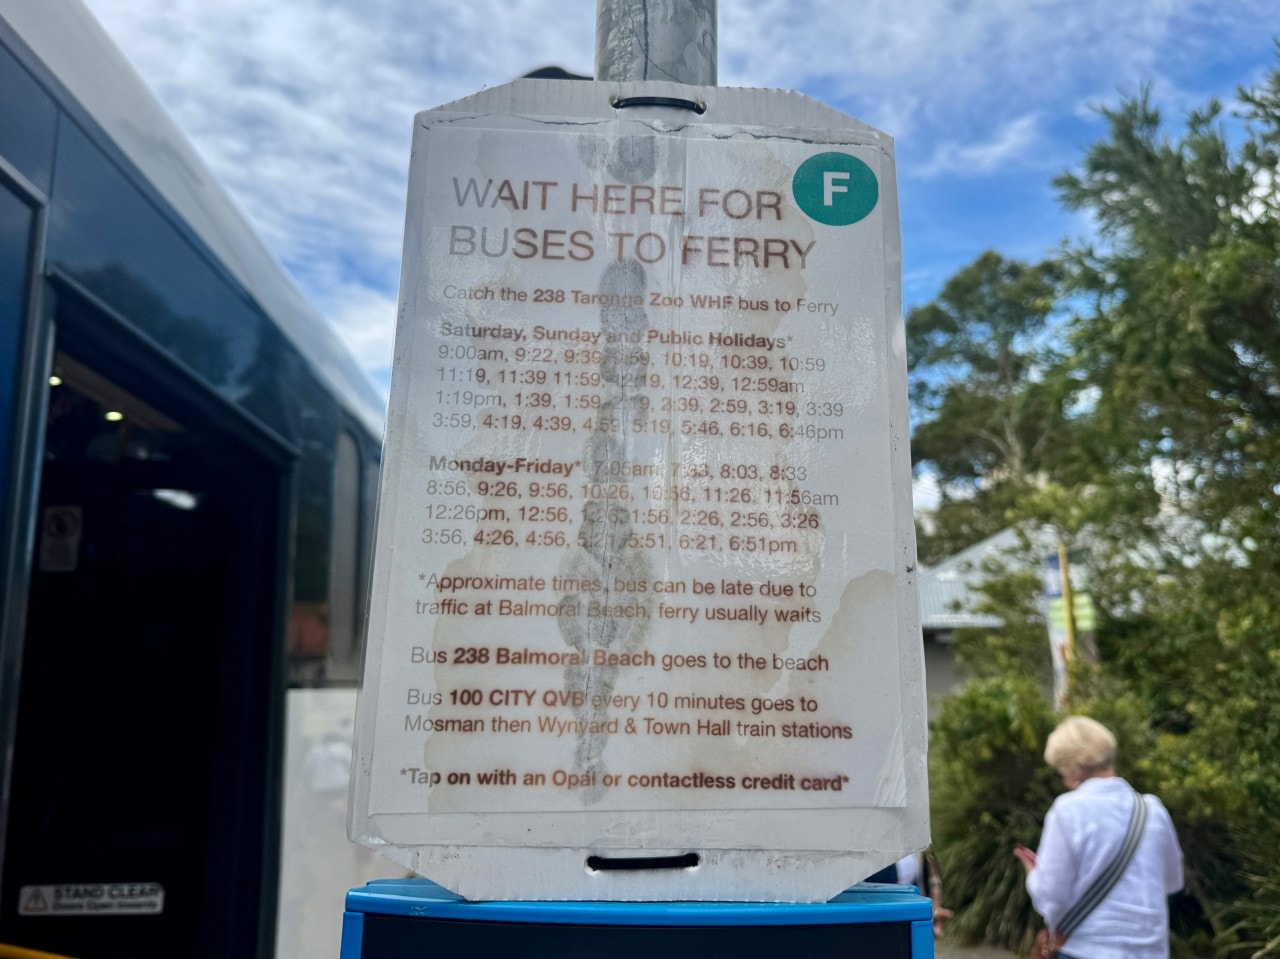 WAIT HERE FOR
F
BUSES TO FERRY
Catch the 238 Taronga Zoo WHF bus to Ferry
Saturday, Sunday and Public Holidays*
9:00am, 9:22, 9:39, 9:59, 10:19, 10:39, 10:59
11:19, 11:39 11:59, 12:19, 12:39, 12:59am
1:19pm, 1:39, 1:59, 2:19, 2:39, 2:59, 3:19, 3:39
3:59, 4:19, 4:39, 4:59, 5:19, 5:46, 6:16, 6:46pm
Monday-Friday* 7:05am, 7:33, 8:03, 8:33
8:56, 9:26, 9:56, 10:26, 10:56, 11:26, 11:56am
12:26pm, 12:56, 1:26, 1:56, 2:26, 2:56, 3:26
3:56, 4:26, 4:56, 5:21, 5:51, 6:21, 6:51pm
*Approximate times, bus can be late due to
traffic at Balmoral Beach, ferry usually waits
Bus 238 Balmoral Beach goes to the beach
Bus 100 CITY QVB every 10 minutes goes to
Mosman then Wynyard & Town Hall train stations
*Tap on with an Opal or contactless credit card*
STAND CLEAR
Doors Open Inwards